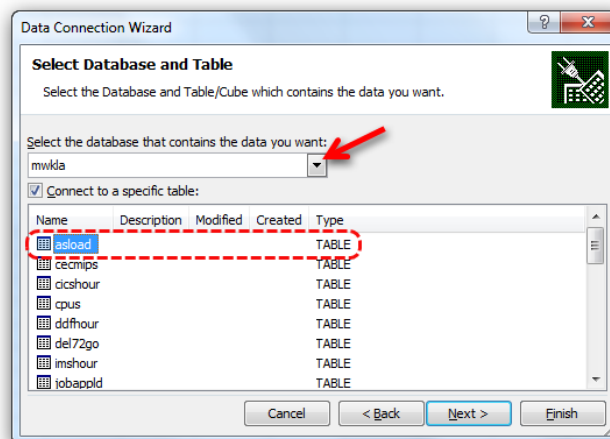 Data Connection Wizard
Select Database and Table
Select the Database and Table/Cube which contains the data you want.
Select the database that contains the data you want:
mwkla
Connect to a specific table:
Name Description Modified Created Type
asload TABLE
cecmips TABLE
cicshour TABLE
cpus TABLE
ddfhour TABLE
del72go TABLE
imshour TABLE
jobappld TABLE
Cancel < Back Next > Finish